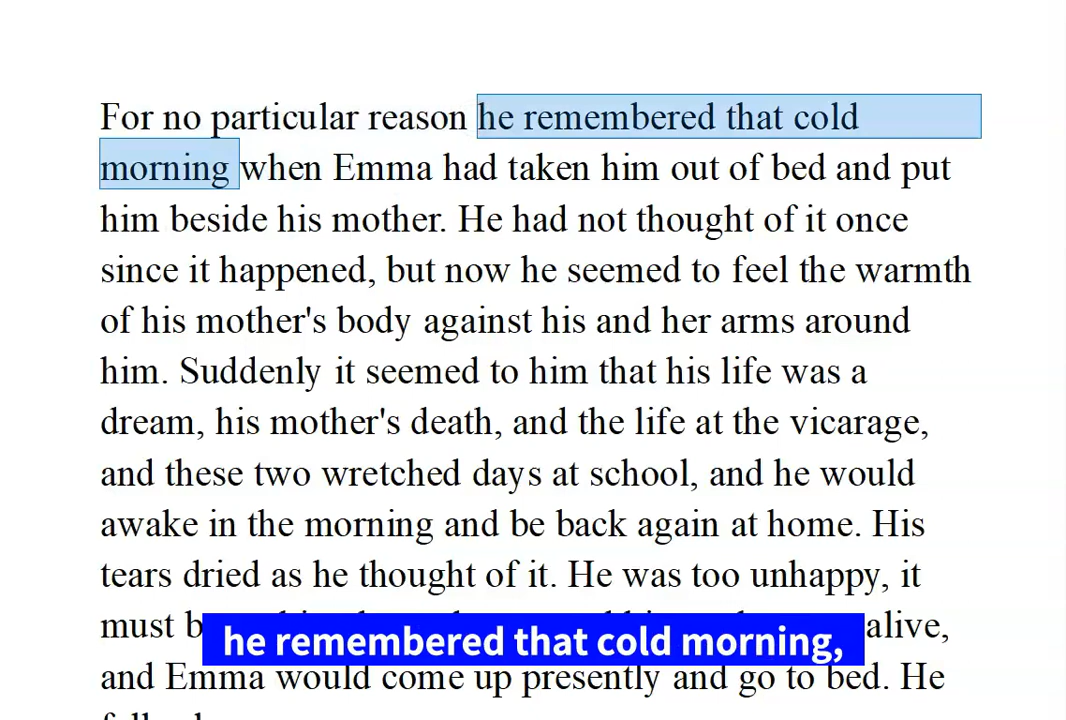 For no particular reason he remembered that cold
morning when Emma had taken him out of bed and put
him beside his mother. He had not thought of it once
since it happened, but now he seemed to feel the warmth
of his mother's body against his and her arms around
him. Suddenly it seemed to him that his life was a
dream, his mother's death, and the life at the vicarage,
and these two wretched days at school, and he would
awake in the morning and be back again at home. His
tears dried as he thought of it. He was too unhappy, it
must alive,
he remembered that cold morning,
and Emma would come up presently and go to bed. He